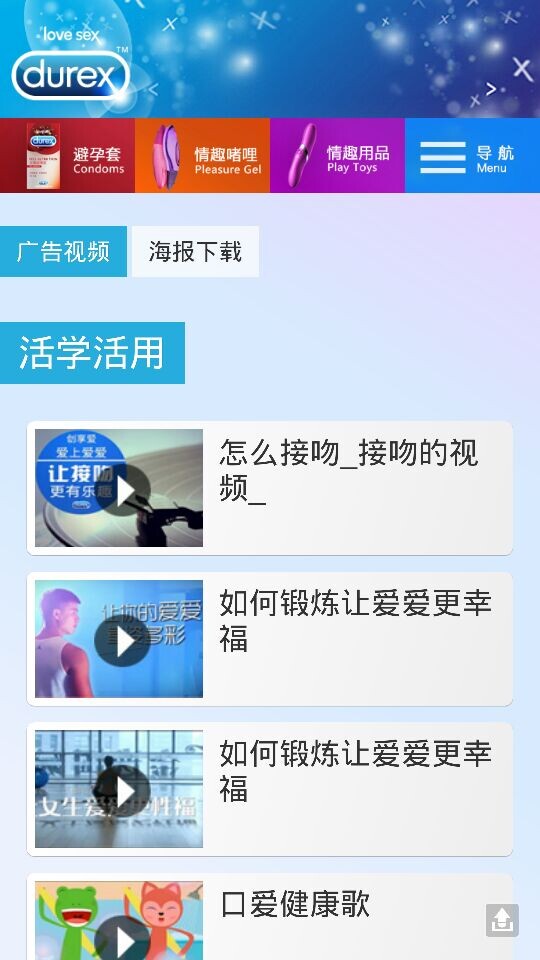 love sex
durex™
避孕套
Condoms
情趣啫哩
Pleasure Gel
情趣用品
Play Toys
导航
Menu
广告视频
海报下载
活学活用
创享爱
爱上爱爱
让接吻
更有乐趣
durex
怎么接吻_接吻的视
频_
让你的爱爱
多彩
如何锻炼让爱爱更幸
福
女生爱
性福
如何锻炼让爱爱更幸
福
口爱健康歌